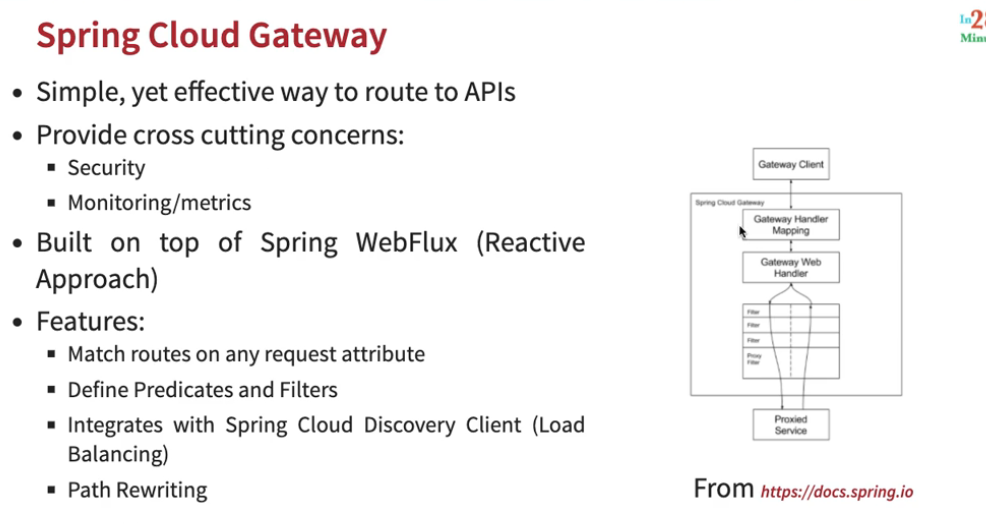 Spring Cloud Gateway
In 28
Minu
Simple, yet effective way to route to APIs
Provide cross cutting concerns:
Security
Monitoring/metrics
Built on top of Spring WebFlux (Reactive
Approach)
Features:
Match routes on any request attribute
Define Predicates and Filters
Integrates with Spring Cloud Discovery Client (Load
Balancing)
Path Rewriting
Gateway Client
Spring Cloud Gateway
Gateway Handler
Mapping
Gateway Web
Handler
Filter
Filter
Filter
Proxy
Filter
Proxied
Service
From https://docs.spring.io